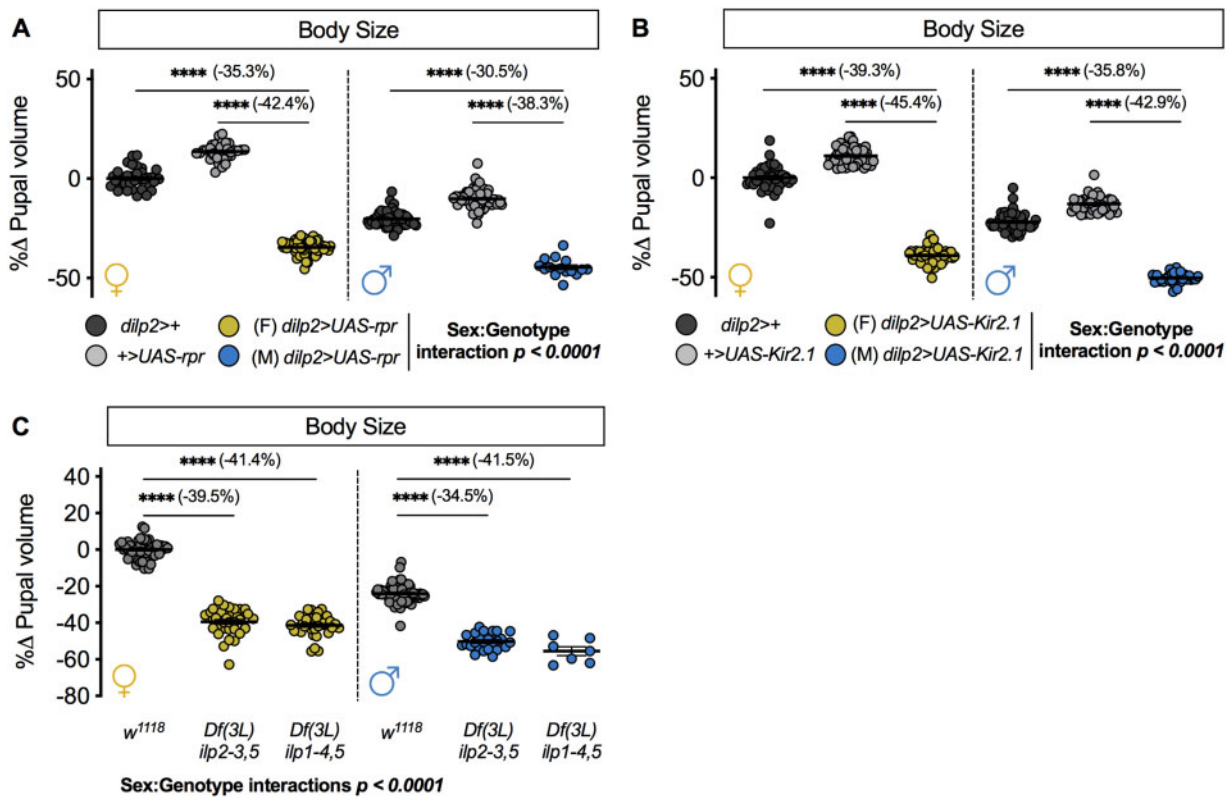 A
Body Size
**** (-35.3%)
**** (-30.5%)
**** (-42.4%)
**** (-38.3%)
%Δ Pupal volume
50
0
-50
♀
♂
dilp2>+
(F) dilp2>UAS-rpr
+>UAS-rpr
(M) dilp2>UAS-rpr
Sex:Genotype
interaction p < 0.0001
B
Body Size
**** (-39.3%)
**** (-35.8%)
**** (-45.4%)
**** (-42.9%)
%Δ Pupal volume
50
0
-50
♀
♂
dilp2>+
(F) dilp2>UAS-Kir2.1
+>UAS-Kir2.1
(M) dilp2>UAS-Kir2.1
Sex:Genotype
interaction p < 0.0001
C
Body Size
**** (-41.4%)
**** (-41.5%)
**** (-39.5%)
**** (-34.5%)
%Δ Pupal volume
40
20
0
-20
-40
-60
-80
♀
♂
w1118
Df(3L)
ilp2-3,5
Df(3L)
ilp1-4,5
w1118
Df(3L)
ilp2-3,5
Df(3L)
ilp1-4,5
Sex:Genotype interactions p < 0.0001